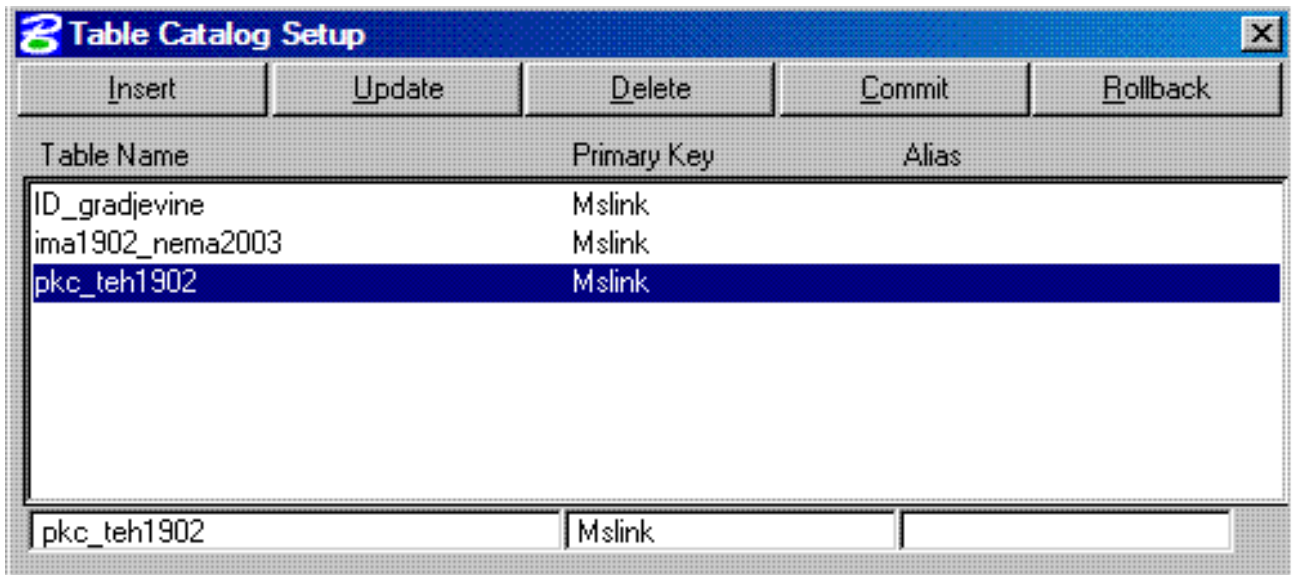 Table Catalog Setup
Insert Update Delete Commit Rollback
Table Name Primary Key Alias
ID_gradjevine Mslink
ima1902_nema2003 Mslink
pkc_teh1902 Mslink
pkc_teh1902 Mslink